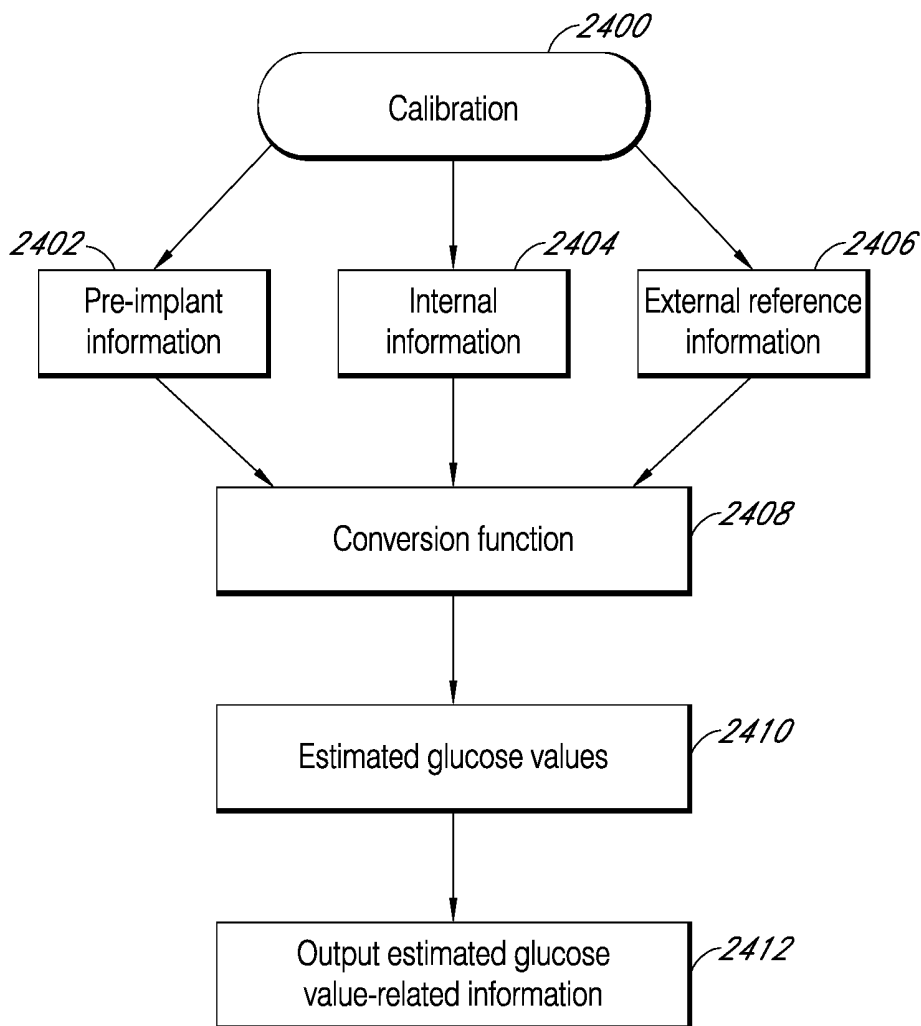 2400
Calibration
2402
2404
2406
Pre-implant
information
Internal
information
External reference
information
2408
Conversion function
2410
Estimated glucose values
2412
Output estimated glucose
value-related information